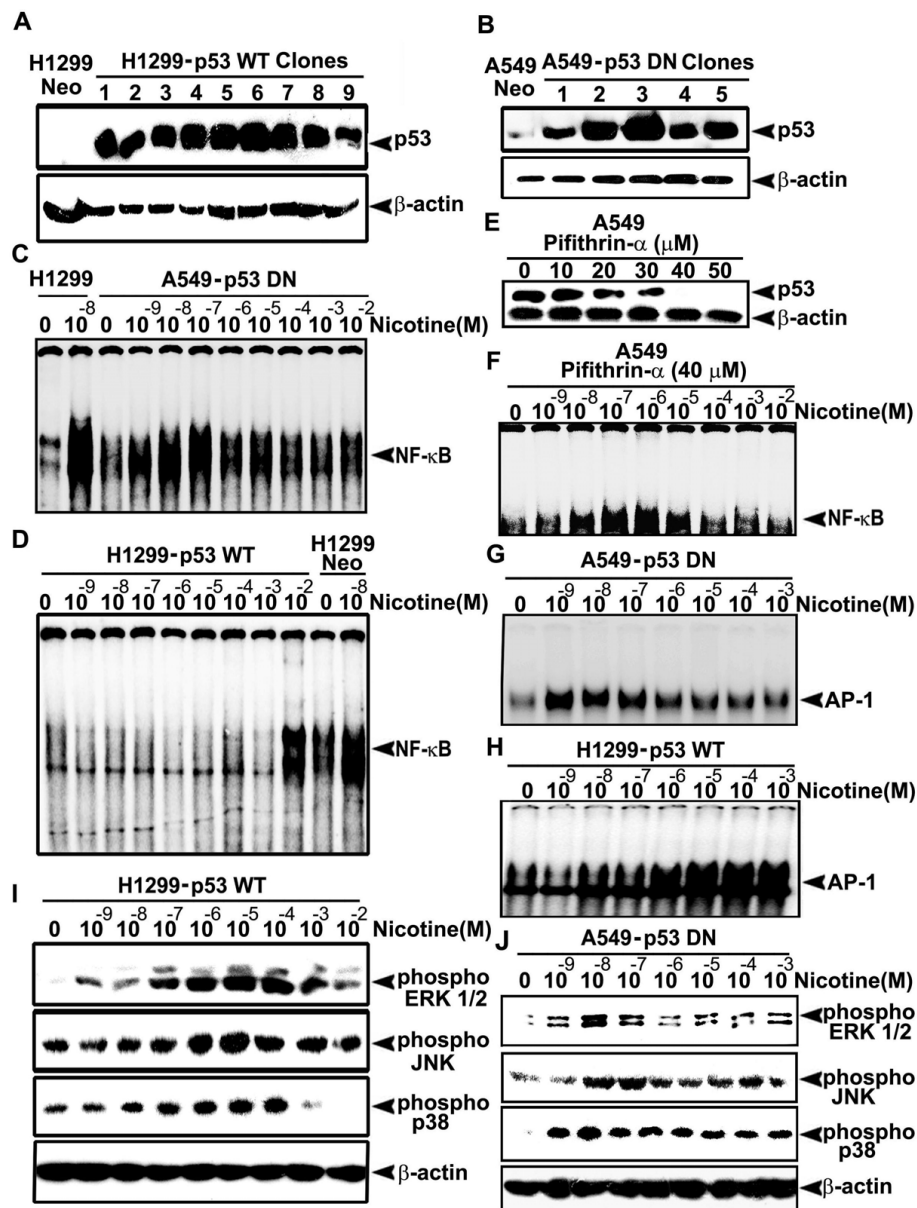 A
H1299
Neo
H1299-p53 WT Clones
1 2 3 4 5 6 7 8 9
p53
β-actin
B
A549
Neo
A549-p53 DN Clones
1 2 3 4 5
p53
β-actin
C
H1299
A549-p53 DN
0 10-8 0 10-9 10-8 10-7 10-6 10-5 10-4 10-3 10-2 Nicotine(M)
NF-κB
D
H1299-p53 WT
H1299
Neo
0 10-9 10-8 10-7 10-6 10-5 10-4 10-3 10-2 0 10-8 Nicotine(M)
NF-κB
E
A549
Pifithrin-α (μM)
0 10 20 30 40 50
p53
β-actin
F
A549
Pifithrin-α (40 μM)
0 10-9 10-8 10-7 10-6 10-5 10-4 10-3 10-2 Nicotine(M)
NF-κB
G
A549-p53 DN
0 10-9 10-8 10-7 10-6 10-5 10-4 10-3 Nicotine(M)
AP-1
H
H1299-p53 WT
0 10-9 10-8 10-7 10-6 10-5 10-4 10-3 Nicotine(M)
AP-1
I
H1299-p53 WT
0 10-9 10-8 10-7 10-6 10-5 10-4 10-3 10-2 Nicotine(M)
phospho
ERK 1/2
phospho
JNK
phospho
p38
β-actin
J
A549-p53 DN
0 10-9 10-8 10-7 10-6 10-5 10-4 10-3 Nicotine(M)
phospho
ERK 1/2
phospho
JNK
phospho
p38
β-actin